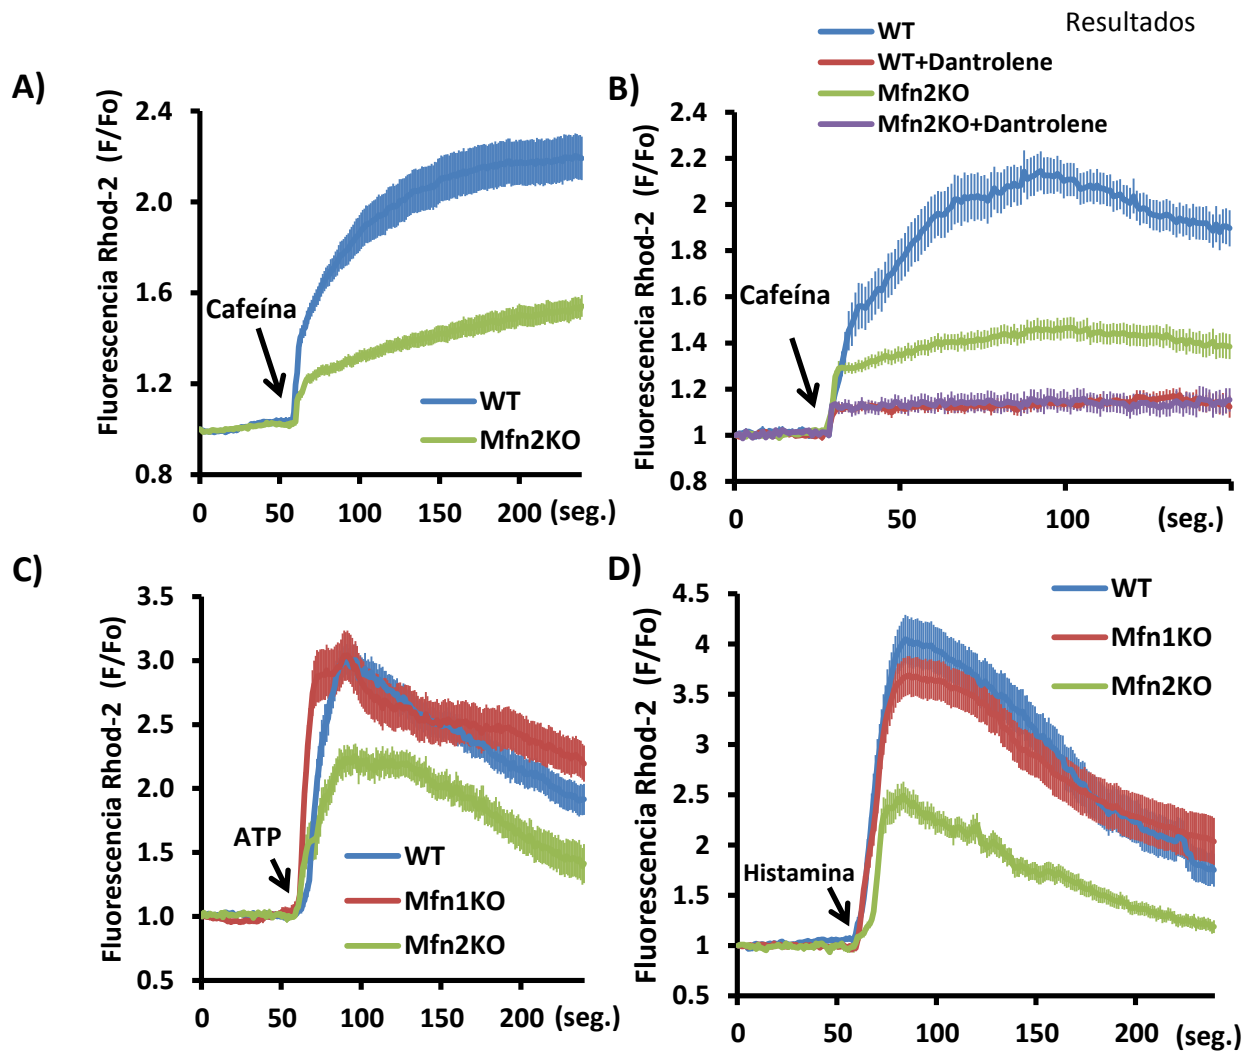 Resultados
A)
Fluorescencia Rhod-2 (F/Fo)
2.4
2.0
1.6
1.2
0.8
Cafeína
WT
Mfn2KO
0 50 100 150 200 (seg.)
B)
WT
WT+Dantrolene
Mfn2KO
Mfn2KO+Dantrolene
Fluorescencia Rhod-2 (F/Fo)
2.4
2.2
2
1.8
1.6
1.4
1.2
1
0.8
Cafeína
0 50 100 (seg.)
C)
Fluorescencia Rhod-2 (F/Fo)
3.5
3.0
2.5
2.0
1.5
1.0
0.5
ATP
WT
Mfn1KO
Mfn2KO
0 50 100 150 200 (seg.)
D)
WT
Mfn1KO
Mfn2KO
Fluorescencia Rhod-2 (F/Fo)
4.5
4
3.5
3
2.5
2
1.5
1
0.5
Histamina
0 50 100 150 200 (seg.)